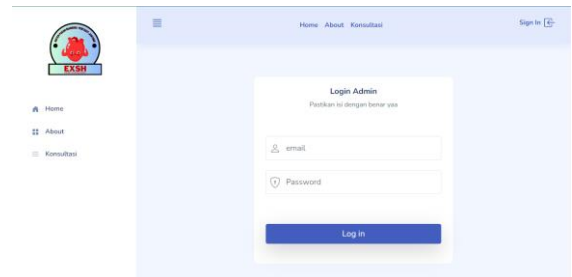 EXSH
Home
About
Konsultasi
Home About Konsultasi
Sign In
Login Admin
Pastikan isi dengan benar yaa
email
Password
Log in